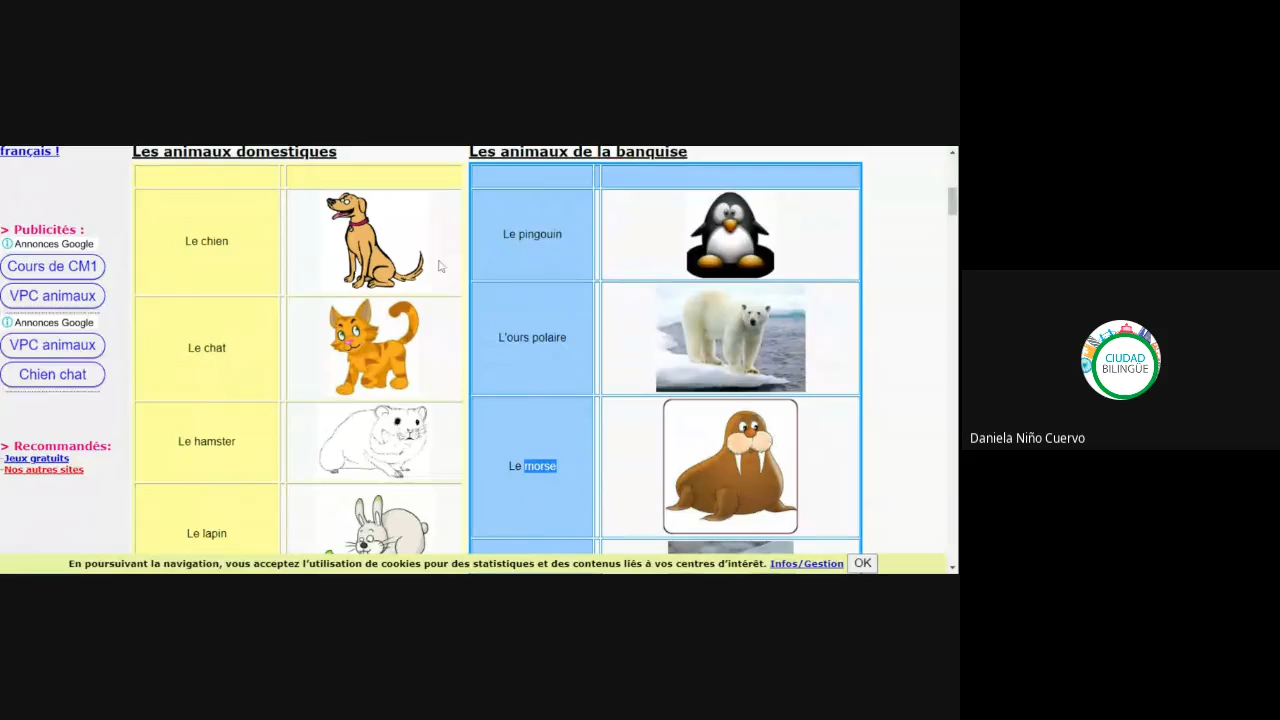 français !
> Publicités :
Annonces Google
Cours de CM1
VPC animaux
Annonces Google
VPC animaux
Chien chat
> Recommandés:
-Jeux gratuits
-Nos autres sites
Les animaux domestiques
Le chien
Le chat
Le hamster
Le lapin
Les animaux de la banquise
Le pingouin
L'ours polaire
Le morse
En poursuivant la navigation, vous acceptez l'utilisation de cookies pour des statistiques et des contenus liés à vos centres d'intérêt. Infos/Gestion OK
CIUDAD
BILINGÜE
Daniela Niño Cuervo